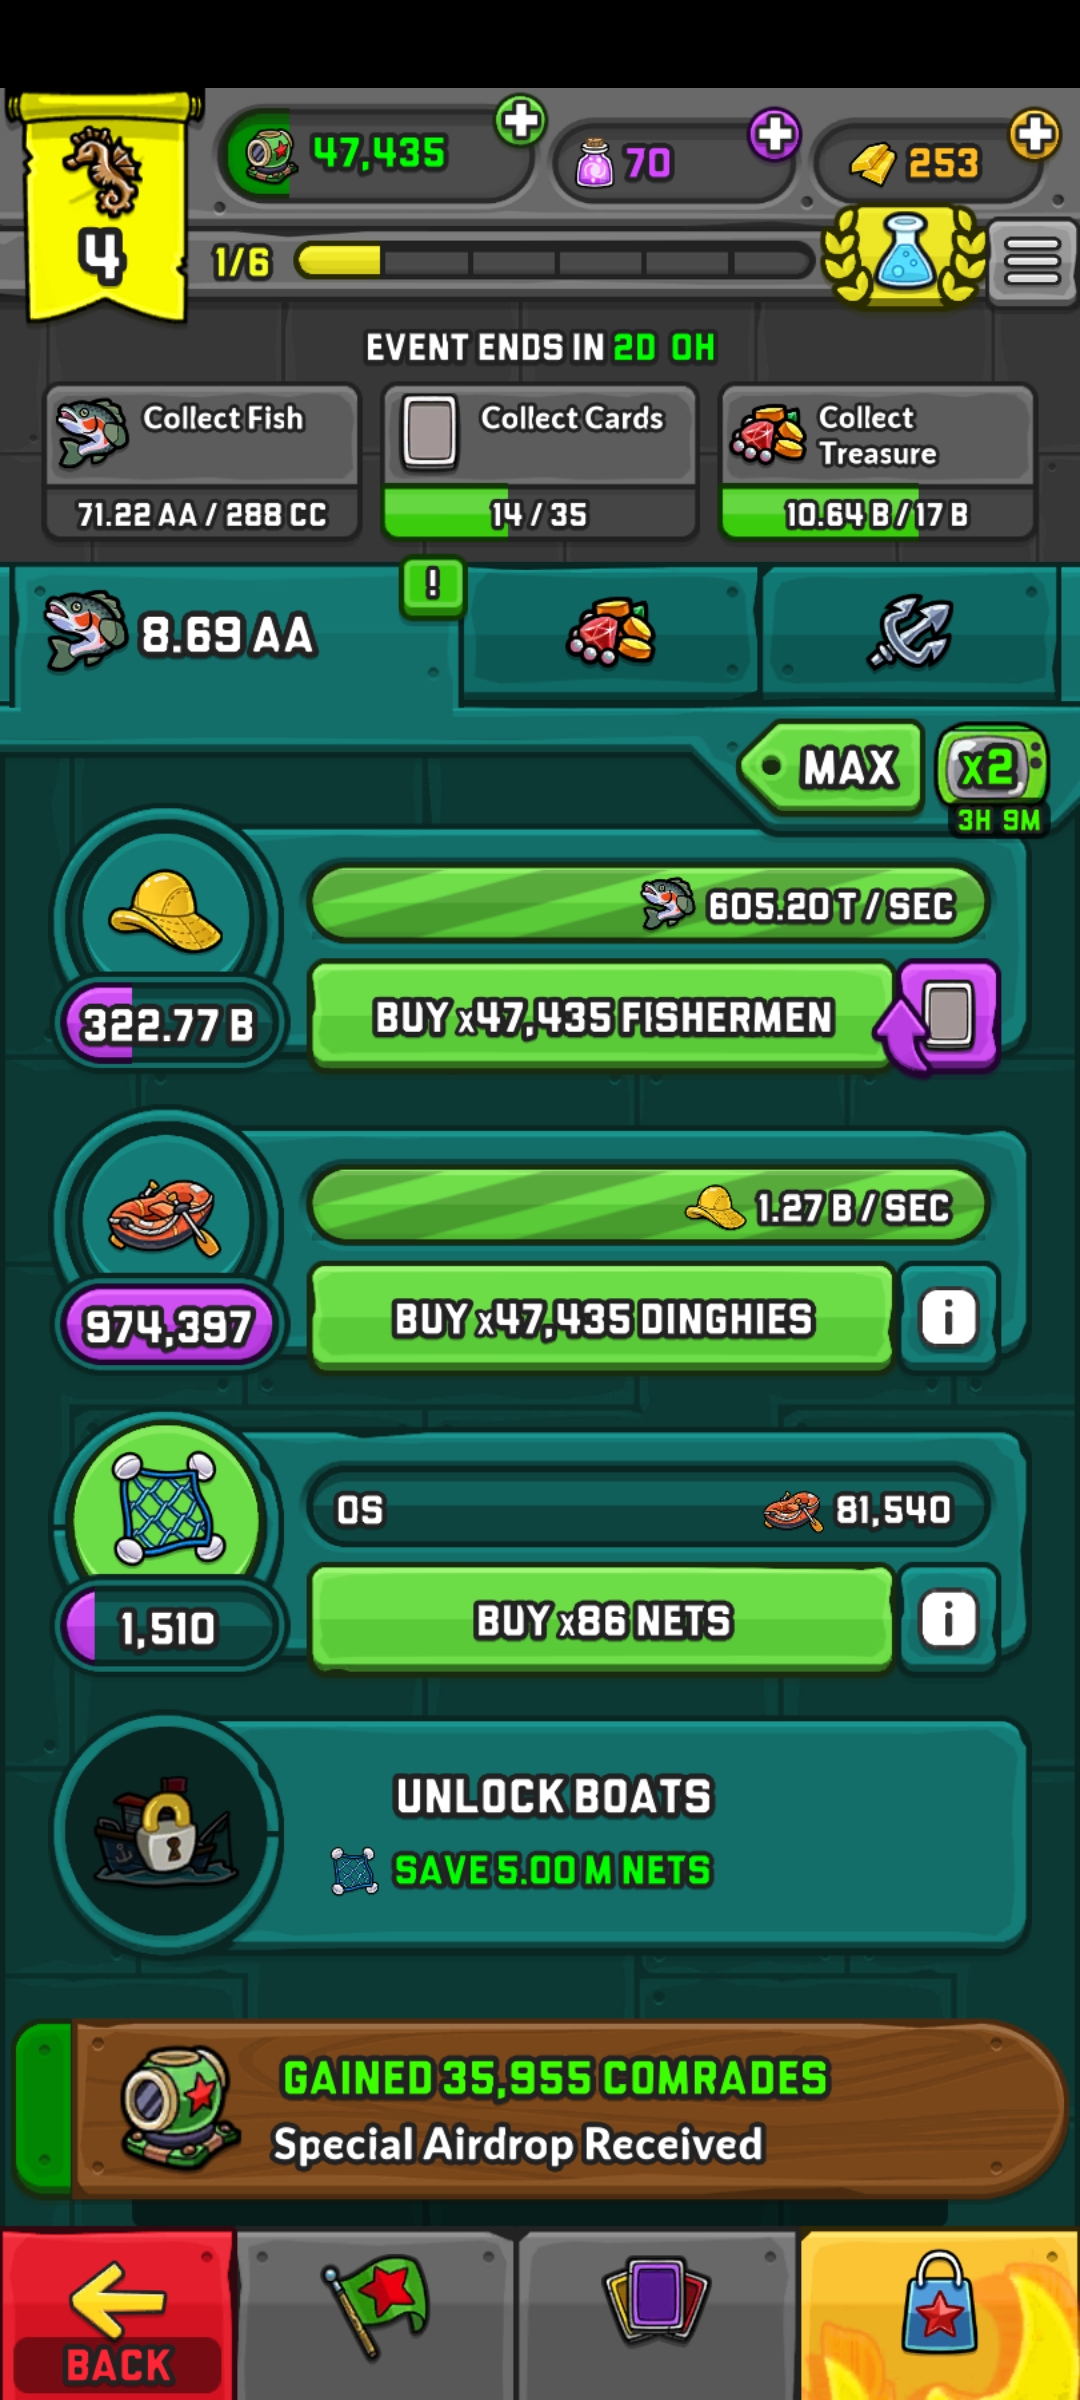 47,435
70
253
4
1/6
EVENT ENDS IN 2D 0H
Collect Fish
71.22 AA / 288 CC
Collect Cards
14 / 35
Collect
Treasure
10.64 B / 17 B
!
8.69 AA
MAX
x2
3H 9M
605.20 T / SEC
322.77 B
BUY x47,435 FISHERMEN
1.27 B / SEC
974,397
BUY x47,435 DINGHIES
i
0S
81,540
1,510
BUY x86 NETS
i
UNLOCK BOATS
SAVE 5.00 M NETS
GAINED 35,955 COMRADES
Special Airdrop Received
BACK